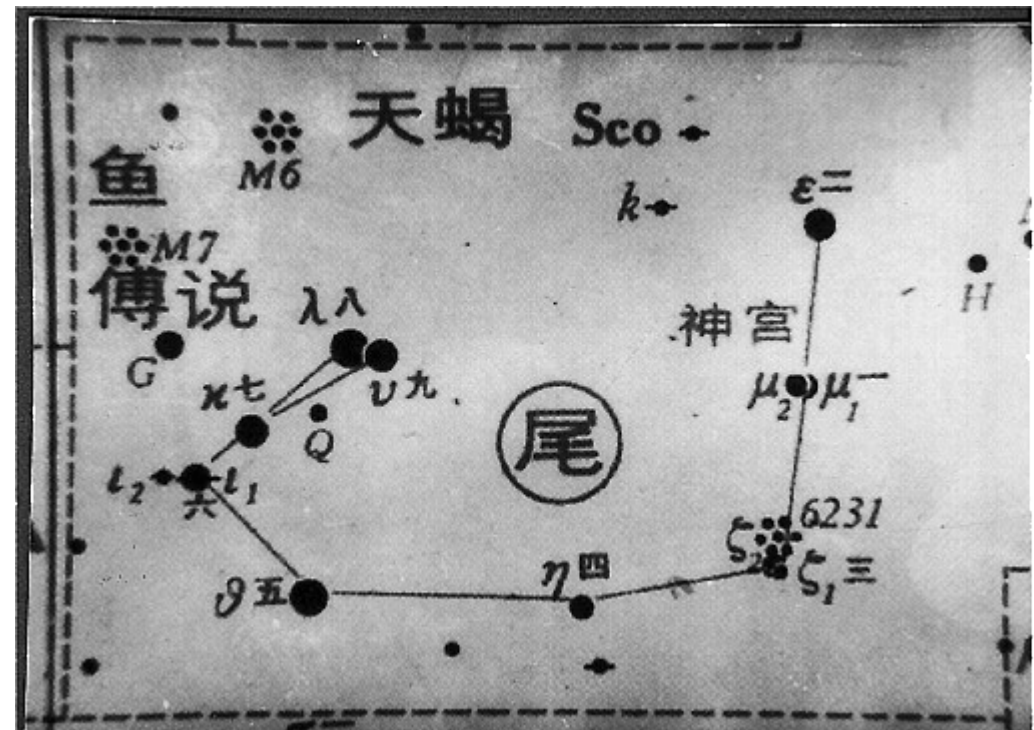 天蝎 Sco
M6
鱼
ε二
k
M7
傅说
H
λ八
神宫
G
υ九
μ₂ μ₁一
κ七
Q
尾
ι₂ 六 ι₁
6231
ζ₂ ζ₁三
η四
θ五